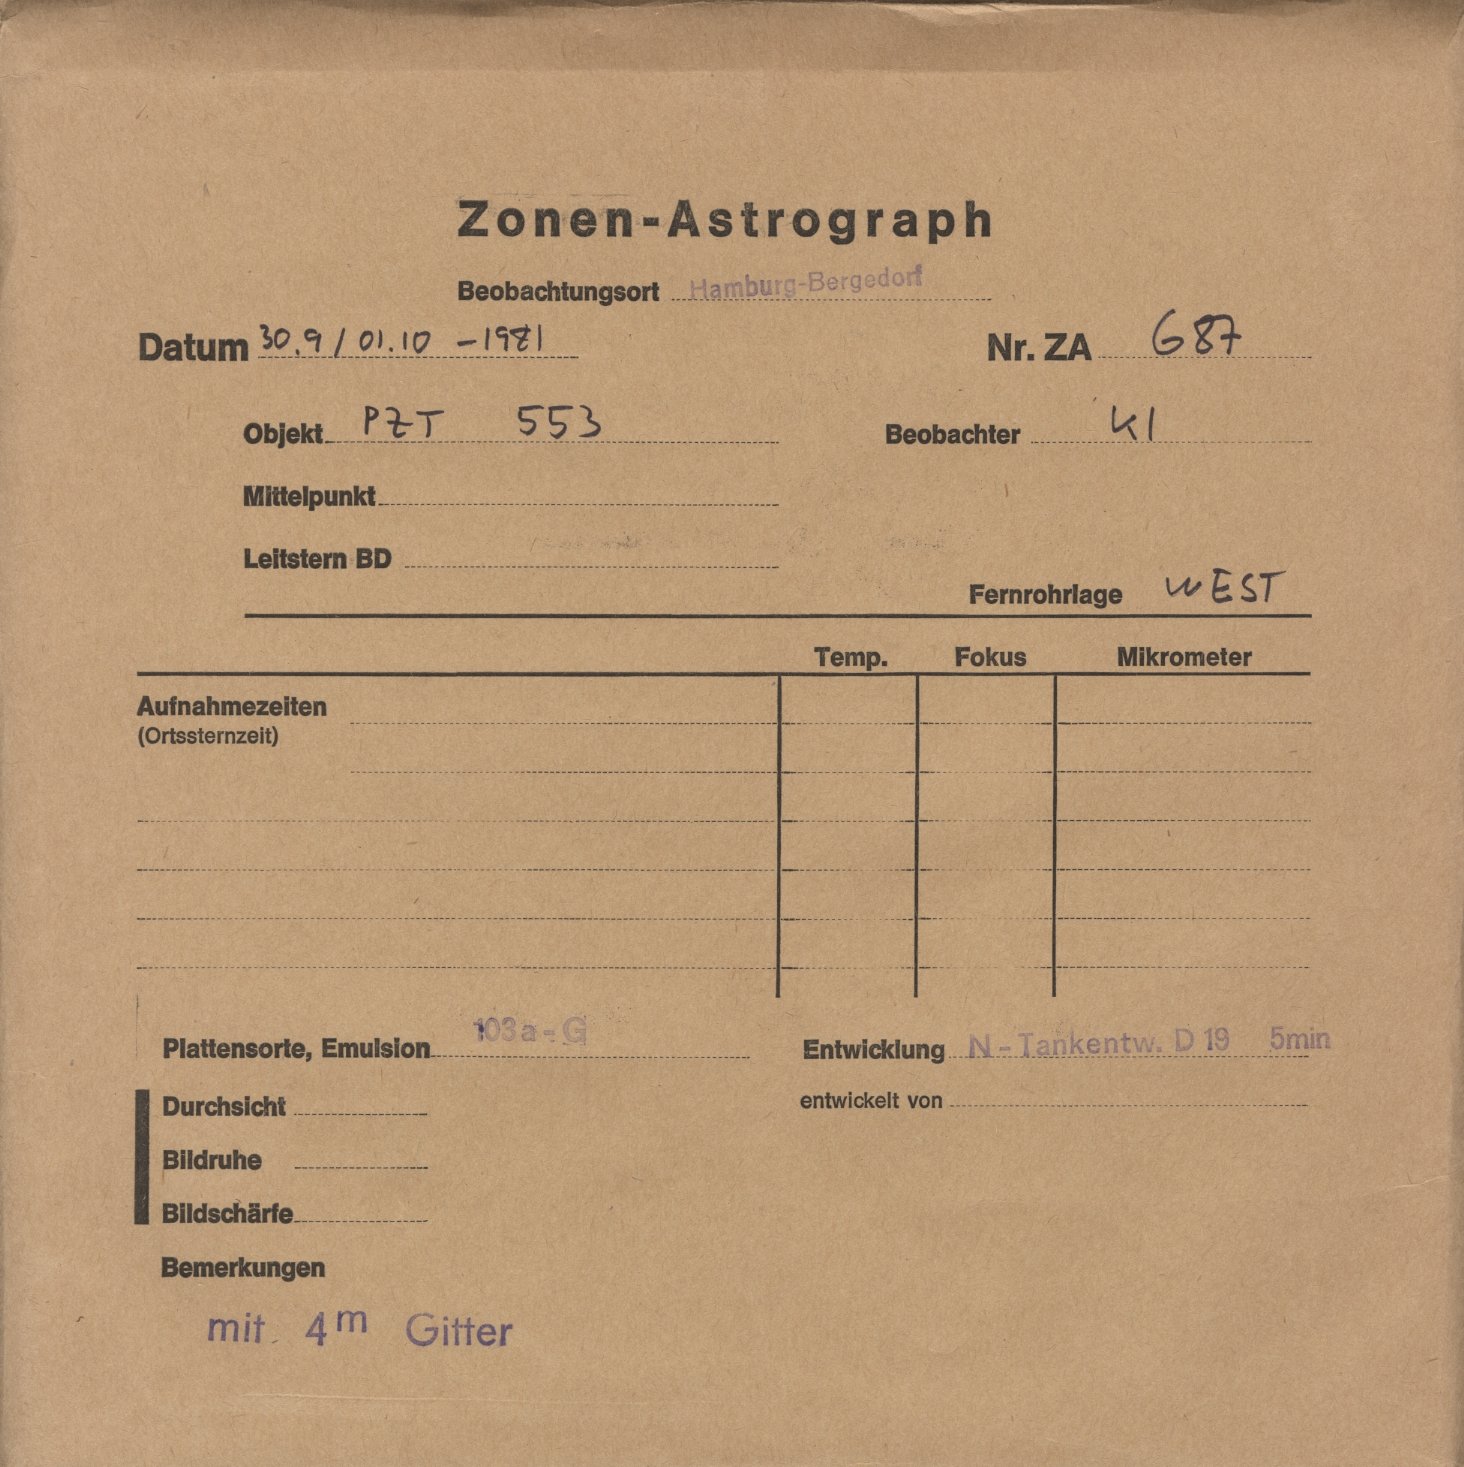 Zonen-Astrograph
Beobachtungsort Hamburg-Bergedorf
Datum 30.9/01.10 -1981 Nr. ZA 687
Objekt PZT 553 Beobachter KI
Mittelpunkt
Leitstern BD
Fernrohrlage WEST
Temp. Fokus Mikrometer
Aufnahmezeiten
(Ortssternzeit)
Plattensorte, Emulsion 103a-G Entwicklung N-Tankentw. D 19 5min
Durchsicht entwickelt von
Bildruhe
Bildschärfe
Bemerkungen
mit 4m Gitter